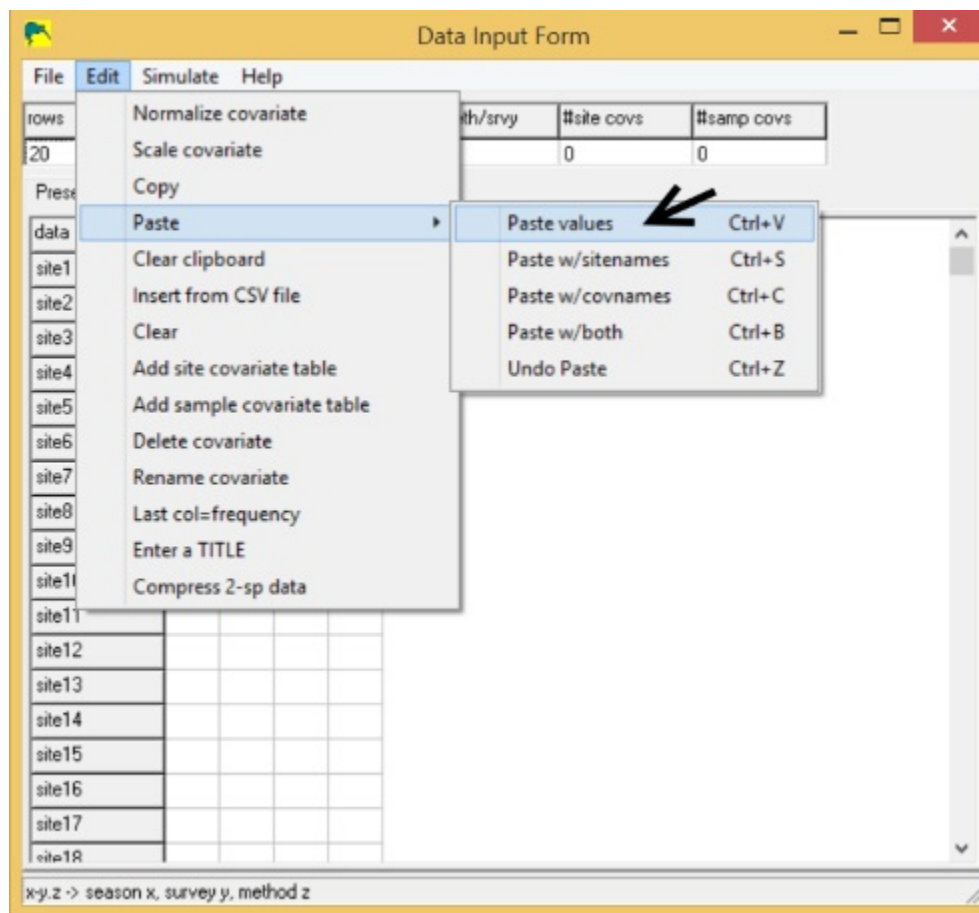 Data Input Form
File Edit Simulate Help
rows #site covs #samp covs
20 0 0
Normalize covariate
Scale covariate
Copy
Paste
Clear clipboard
Insert from CSV file
Clear
Add site covariate table
Add sample covariate table
Delete covariate
Rename covariate
Last col=frequency
Enter a TITLE
Compress 2-sp data
Paste values Ctrl+V
Paste w/sitenames Ctrl+S
Paste w/covnames Ctrl+C
Paste w/both Ctrl+B
Undo Paste Ctrl+Z
data
site1
site2
site3
site4
site5
site6
site7
site8
site9
site11
site12
site13
site14
site15
site16
site17
site18
x-y.z -> season x, survey y, method z